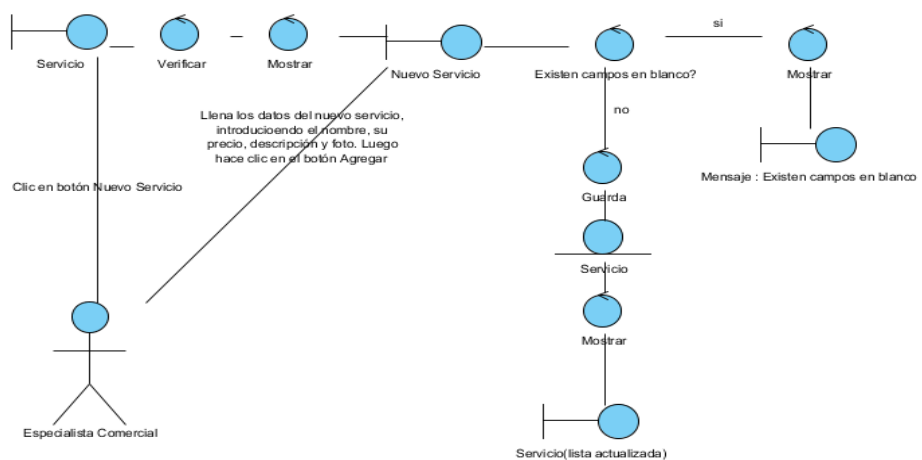 si
Servicio
Verificar
Mostrar
Nuevo Servicio
Existen campos en blanco?
Mostrar
Llena los datos del nuevo servicio,
introducioendo el nombre, su
precio, descripción y foto. Luego
hace clic en el botón Agregar
no
Mensaje : Existen campos en blanco
Clic en botón Nuevo Servicio
Guarda
Servicio
Mostrar
Especialista Comercial
Servicio(lista actualizada)